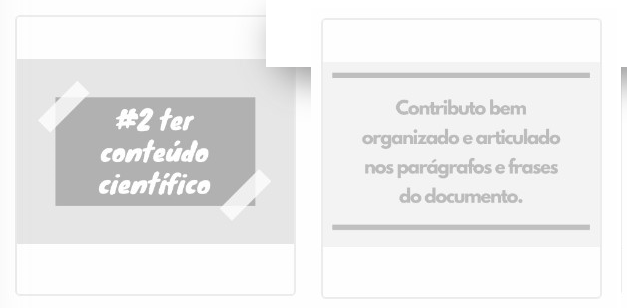 #2 ter
conteúdo
científico
Contributo bem
organizado e articulado
nos parágrafos e frases
do documento.